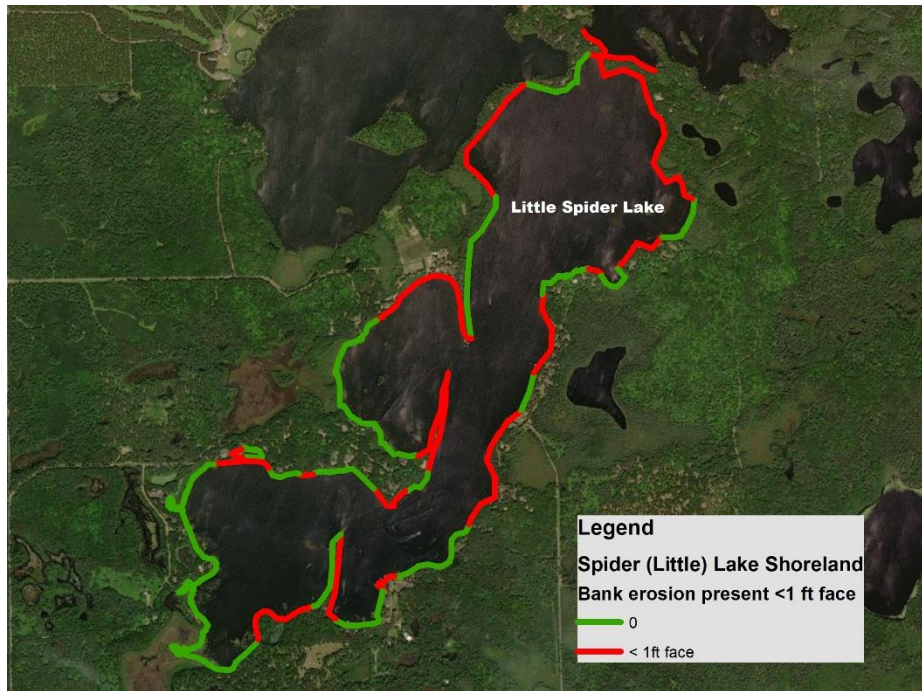 Little Spider Lake
Legend
Spider (Little) Lake Shoreland
Bank erosion present <1 ft face
0
< 1ft face